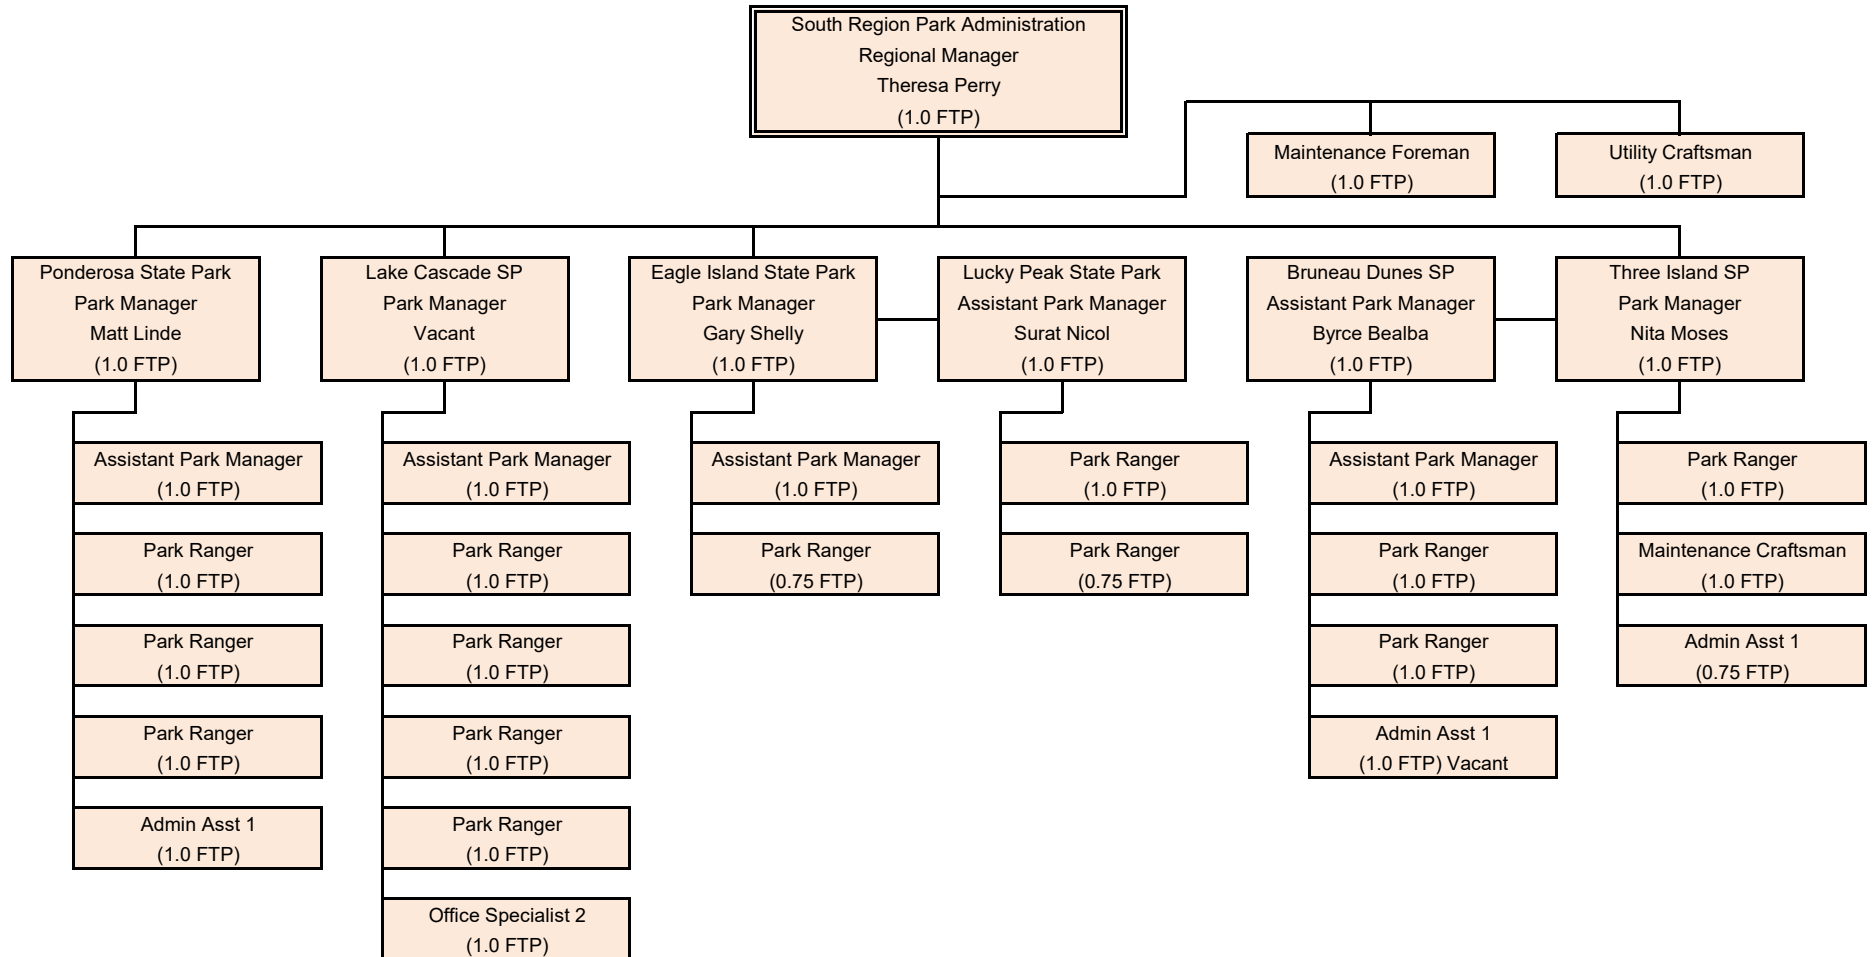 South Region Park Administration
Regional Manager
Theresa Perry
(1.0 FTP)
Maintenance Foreman
(1.0 FTP)
Utility Craftsman
(1.0 FTP)
Ponderosa State Park
Park Manager
Matt Linde
(1.0 FTP)
Lake Cascade SP
Park Manager
Vacant
(1.0 FTP)
Eagle Island State Park
Park Manager
Gary Shelly
(1.0 FTP)
Lucky Peak State Park
Assistant Park Manager
Surat Nicol
(1.0 FTP)
Bruneau Dunes SP
Assistant Park Manager
Byrce Bealba
(1.0 FTP)
Three Island SP
Park Manager
Nita Moses
(1.0 FTP)
Assistant Park Manager
(1.0 FTP)
Park Ranger
(1.0 FTP)
Park Ranger
(1.0 FTP)
Park Ranger
(1.0 FTP)
Admin Asst 1
(1.0 FTP)
Assistant Park Manager
(1.0 FTP)
Park Ranger
(1.0 FTP)
Park Ranger
(1.0 FTP)
Park Ranger
(1.0 FTP)
Park Ranger
(1.0 FTP)
Office Specialist 2
(1.0 FTP)
Assistant Park Manager
(1.0 FTP)
Park Ranger
(0.75 FTP)
Park Ranger
(1.0 FTP)
Park Ranger
(0.75 FTP)
Assistant Park Manager
(1.0 FTP)
Park Ranger
(1.0 FTP)
Park Ranger
(1.0 FTP)
Admin Asst 1
(1.0 FTP) Vacant
Park Ranger
(1.0 FTP)
Maintenance Craftsman
(1.0 FTP)
Admin Asst 1
(0.75 FTP)